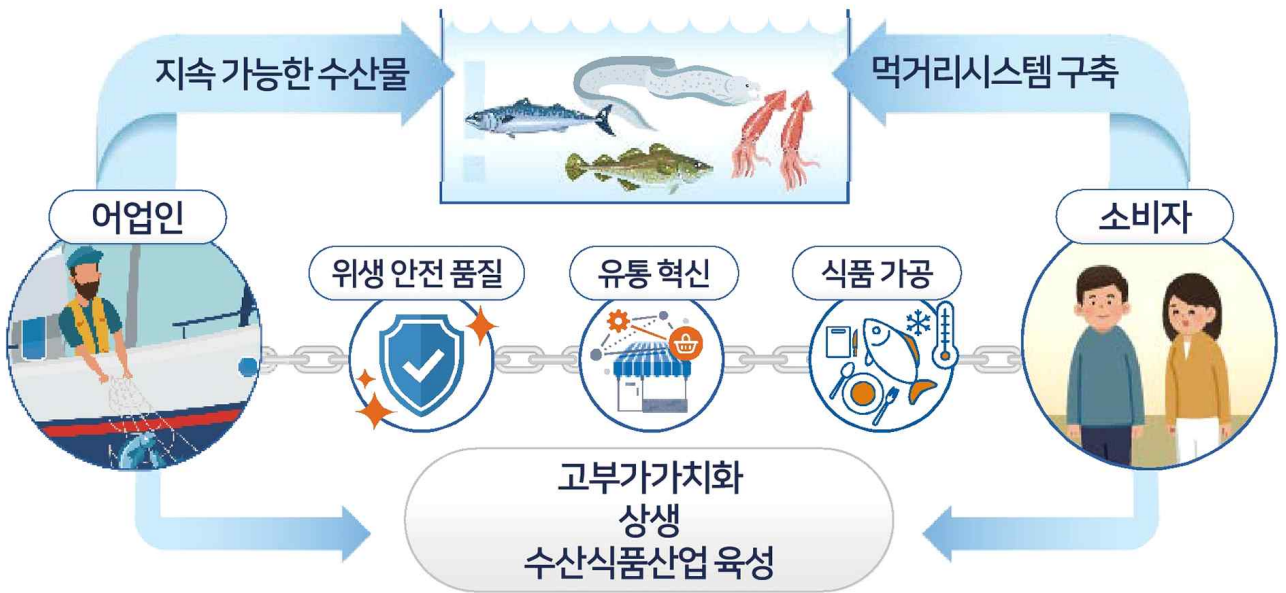 지속 가능한 수산물
먹거리시스템 구축
어업인
소비자
위생 안전 품질
유통 혁신
식품 가공
고부가가치화
상생
수산식품산업 육성